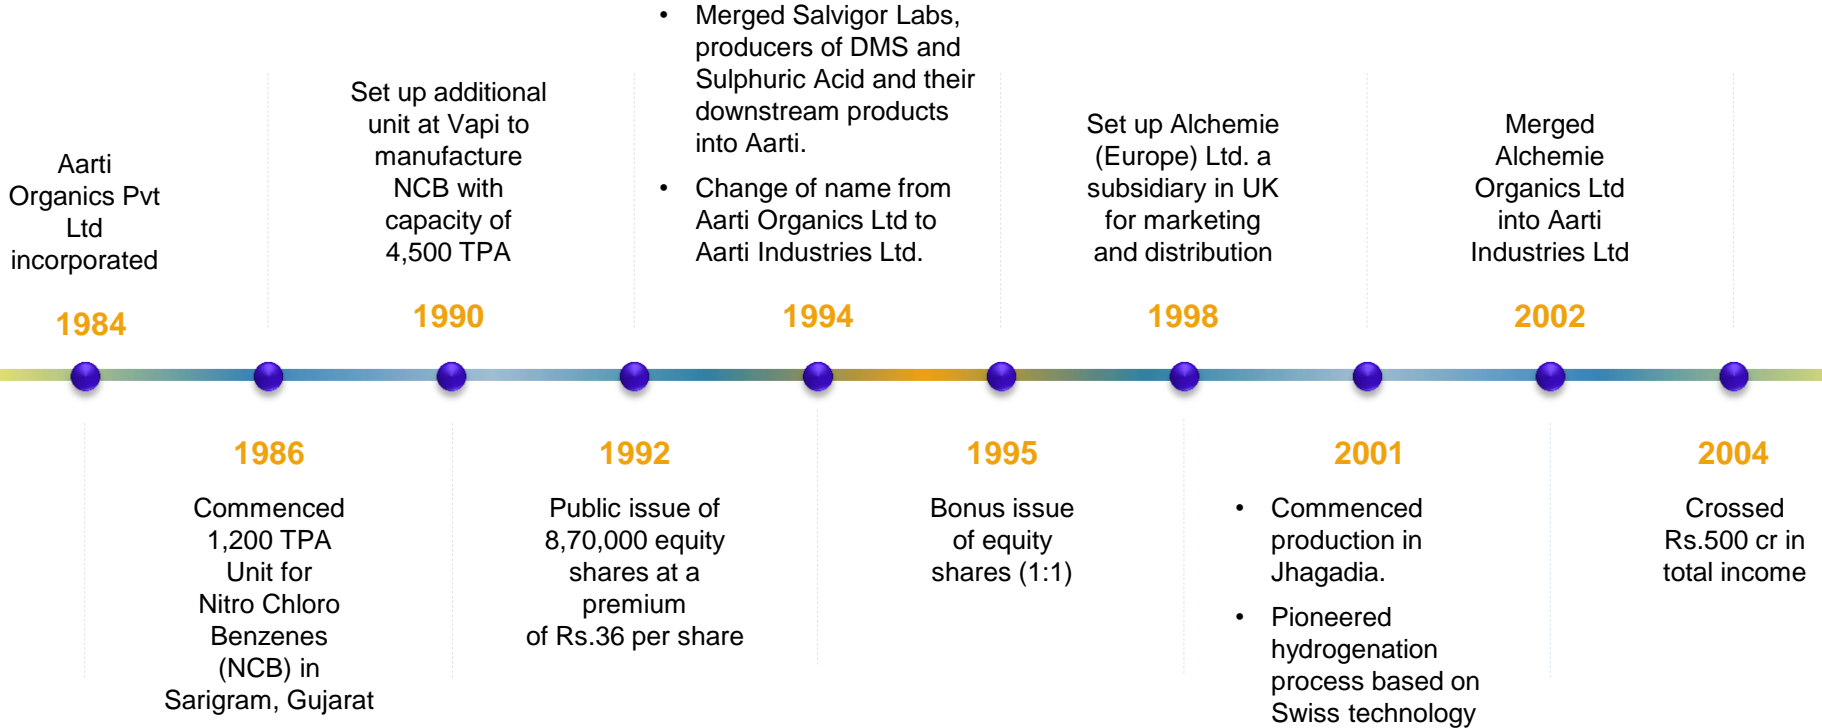 Aarti
Organics Pvt
Ltd
incorporated
1984
1986
Commenced
1,200 TPA
Unit for
Nitro Chloro
Benzenes
(NCB) in
Sarigram, Gujarat
Set up additional
unit at Vapi to
manufacture
NCB with
capacity of
4,500 TPA
1990
1992
Public issue of
8,70,000 equity
shares at a
premium
of Rs.36 per share
• Merged Salvigor Labs,
producers of DMS and
Sulphuric Acid and their
downstream products
into Aarti.
• Change of name from
Aarti Organics Ltd to
Aarti Industries Ltd.
1994
1995
Bonus issue
of equity
shares (1:1)
Set up Alchemie
(Europe) Ltd. a
subsidiary in UK
for marketing
and distribution
1998
2001
• Commenced
production in
Jhagadia.
• Pioneered
hydrogenation
process based on
Swiss technology
Merged
Alchemie
Organics Ltd
into Aarti
Industries Ltd
2002
2004
Crossed
Rs.500 cr in
total income